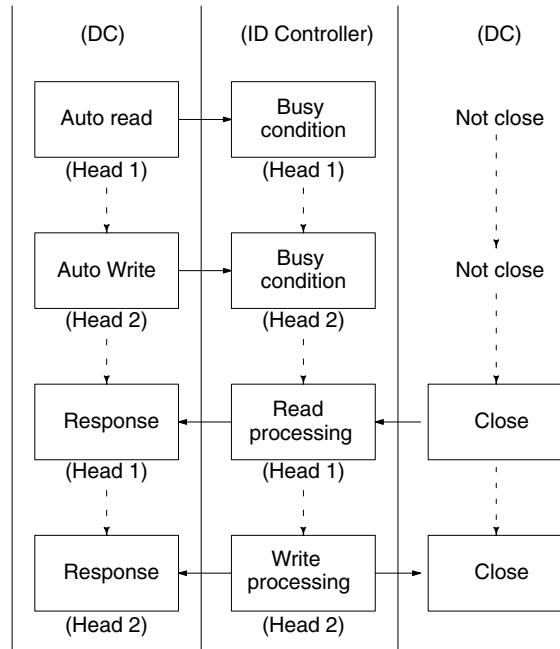 (DC) (ID Controller) (DC)
Auto read
Busy
condition
Not close
(Head 1) (Head 1)
Auto Write
Busy
condition
Not close
(Head 2) (Head 2)
Response
Read
processing
Close
(Head 1) (Head 1)
Response
Write
processing
Close
(Head 2) (Head 2)